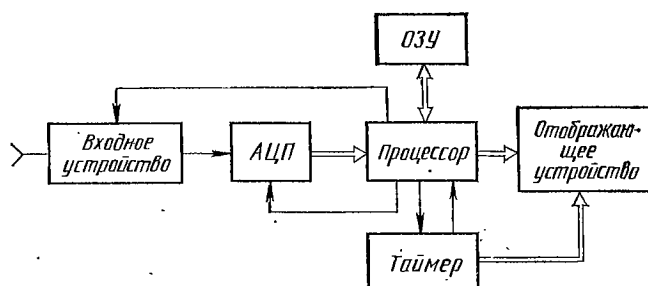 ОЗУ
Входное
устройство
АЦП
Процессор
Отображаю-
щее
устройство
Таймер